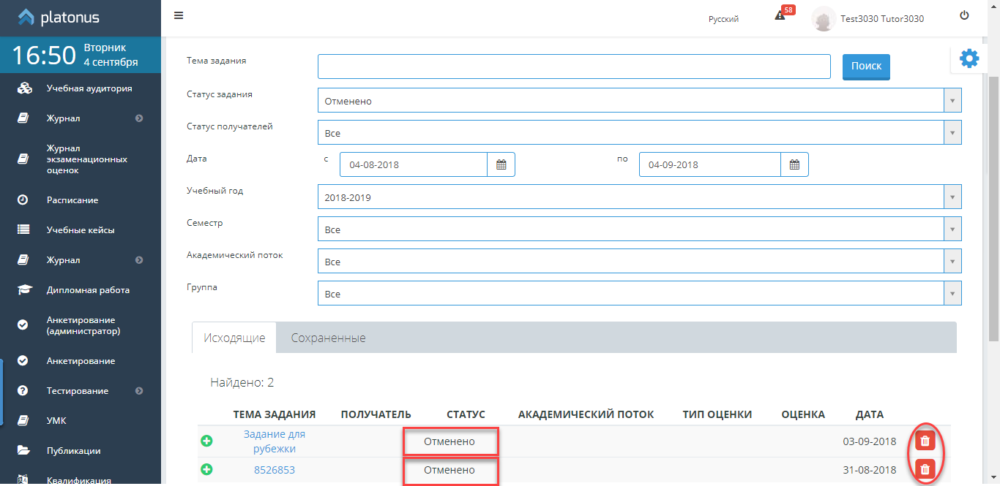 platonus
Русский
58
Test3030 Tutor3030
16:50
Вторник
4 сентября
Учебная аудитория
Журнал
Журнал
экзаменационных
оценок
Расписание
Учебные кейсы
Журнал
Дипломная работа
Анкетирование
(администратор)
Анкетирование
Тестирование
УМК
Публикации
Квалификация
Тема задания
Поиск
Статус задания
Отменено
Статус получателей
Все
Дата
с
04-08-2018
по
04-09-2018
Учебный год
2018-2019
Семестр
Все
Академический поток
Все
Группа
Все
Исходящие
Сохраненные
Найдено: 2
ТЕМА ЗАДАНИЯ ПОЛУЧАТЕЛЬ СТАТУС АКАДЕМИЧЕСКИЙ ПОТОК ТИП ОЦЕНКИ ОЦЕНКА ДАТА
Задание для
рубежки
Отменено
03-09-2018
8526853
Отменено
31-08-2018